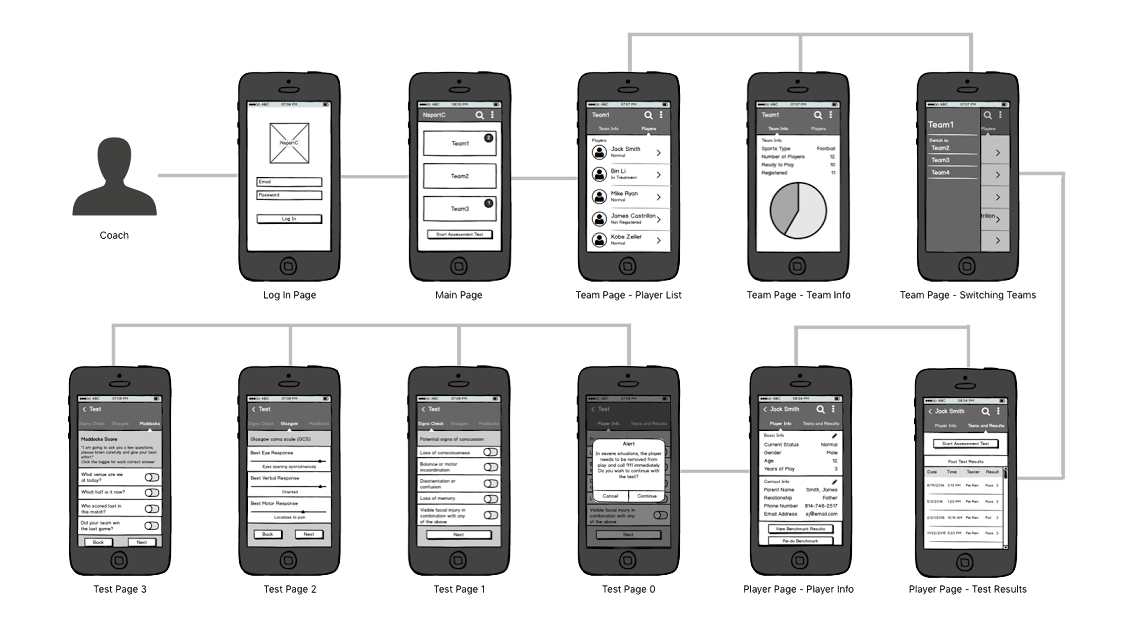 Coach
ABC 07:06 PM
NsportC
Email
Password
Log In
Log In Page
ABC 08:33 PM
NsportC
Team1
2
Team2
Team3
1
Start Assessment Test
Main Page
ABC 07:07 PM
Team1
Team Info Players
Players
Jack Smith
Normal
Bin Li
In Treatment
Mike Ryan
Normal
James Castrillon
Not Registered
Kobe Zeller
Normal
Team Page - Player List
ABC 07:07 PM
Team1
Team Info Players
Team Info
Sports Type Football
Number of Players 12
Ready to Play 10
Registered 11
Team Page - Team Info
ABC 07:07 PM
Team1
Switch to:
Team2
Team3
Team4
Players
trillon
Team Page - Switching Teams
ABC 07:08 PM
< Test
Signs Check Glasgow Maddocks
Maddocks Score
"I am going to ask you a few questions,
please listen carefully and give your best
effort."
Click the toggle for each correct answer
What venue are we
at today?
Which half is it now?
Who scored last in
this match?
Did your team win
the last game?
Back Next
Test Page 3
ABC 07:08 PM
< Test
Signs Check Glasgow Maddocks
Glasgow coma scale (GCS)
Best Eye Response
Eyes opening spontaneously
Best Verbal Response
Oriented
Best Motor Response
Localizes to pain
Back Next
Test Page 2
ABC 07:08 PM
< Test
Signs Check Glasgow Maddocks
Potential signs of concussion
Loss of consciousness
Balance or motor
incoordination
Disorientation or
confusion
Loss of memory
Visible facial injury in
combination with any
of the above
Next
Test Page 1
ABC 07:08 PM
< Test
Player Info Tests and Results
Alert
In severe situations, the player
needs to be removed from
play and call 911 immediately.
Do you wish to continue with
the test?
Cancel Continue
Visible facial injury in
combination with any
of the above
Next
Test Page 0
ABC 08:34 PM
< Jack Smith
Player Info Tests and Results
Basic Info
Current Status Normal
Gender Male
Age 12
Years of Play 3
Contact Info
Parent Name Smith, James
Relationship Father
Phone Number 814-746-2517
Email Address sj@email.com
View Benchmark Results
Re-do Benchmark
Player Page - Player Info
ABC 08:34 PM
< Jack Smith
Player Info Tests and Results
Start Assessment Test
Past Test Results
Date Time Tester Result
Player Page - Test Results